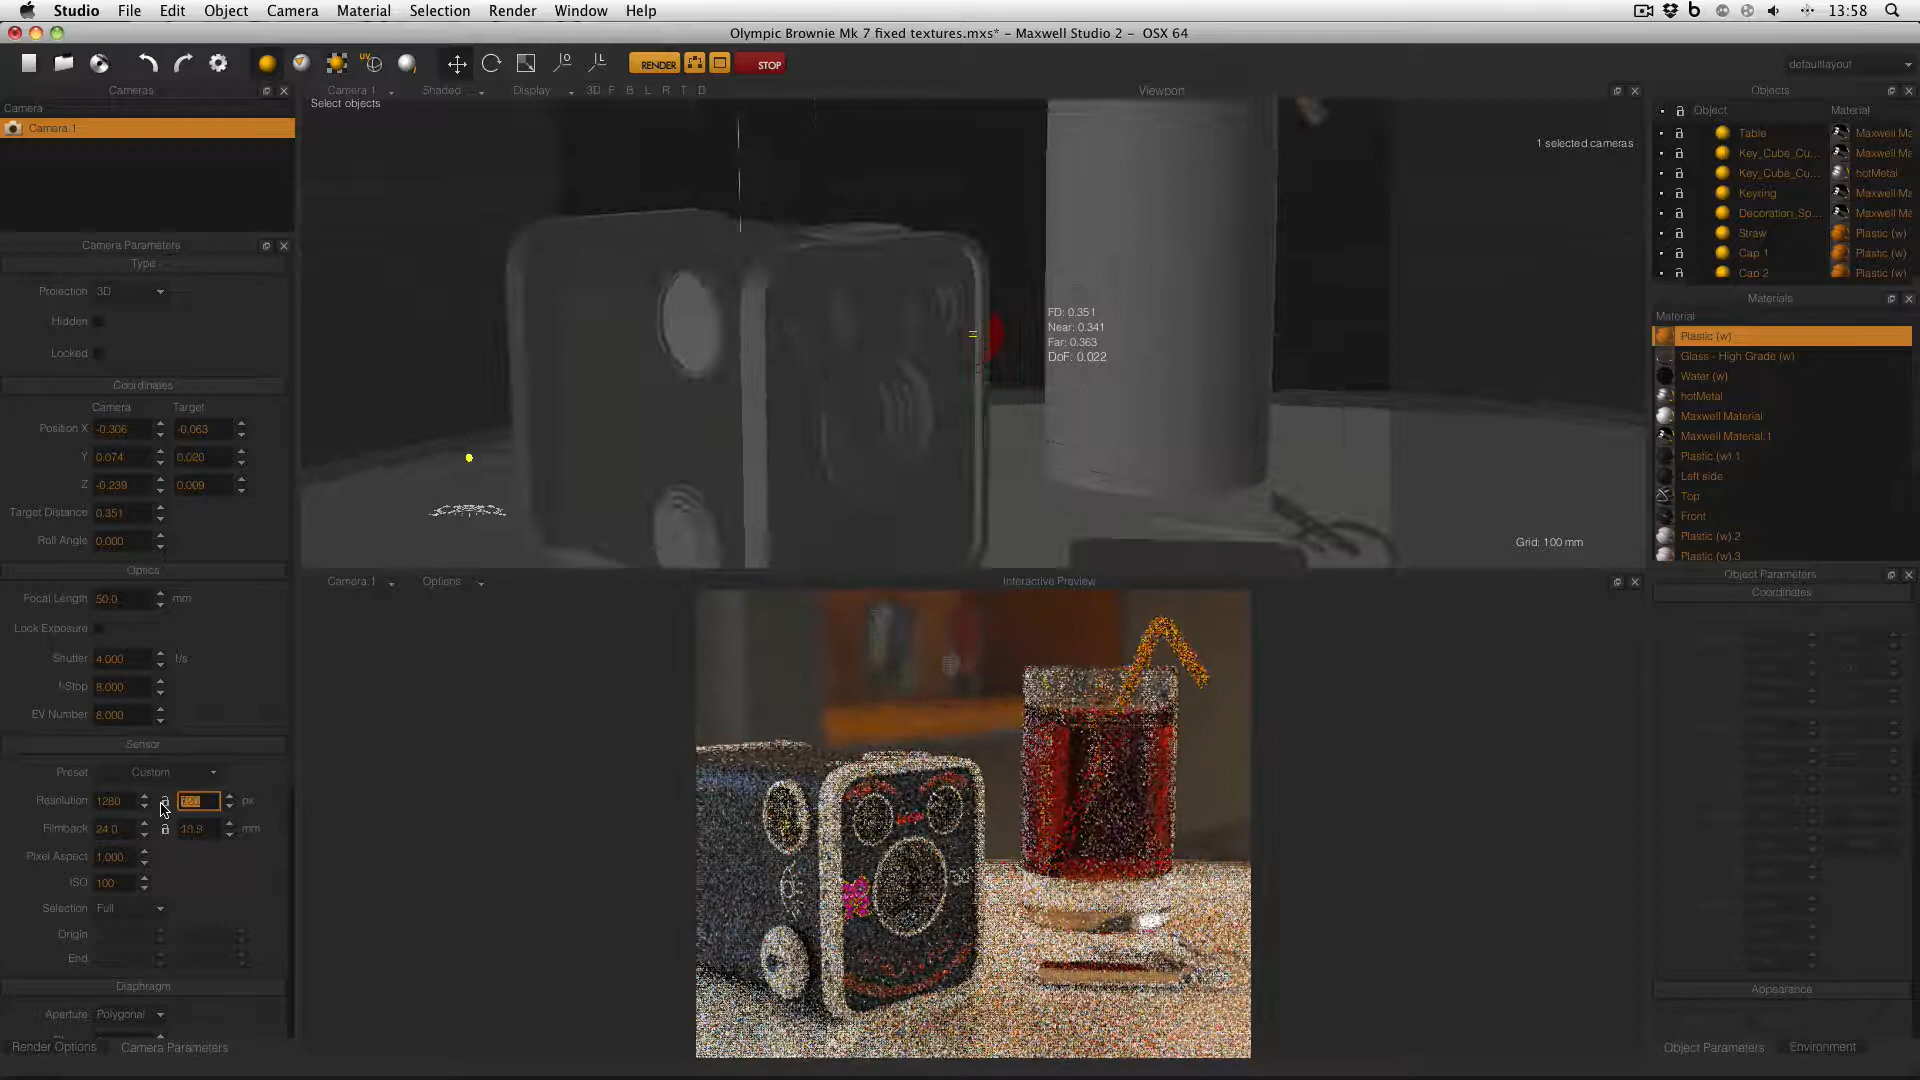 Studio File Edit Object Camera Material Selection Render Window Help 13:58
Olympic Brownie Mk 7 fixed textures.mxs* - Maxwell Studio 2 - OSX 64
UV RENDER STOP defaultlayout
Cameras
Camera
Camera.1
Camera Parameters
Type
Projection 3D
Hidden
Locked
Coordinates
Camera Target
Position X -0.306 -0.063
Y 0.074 0.020
Z -0.239 0.009
Target Distance 0.351
Roll Angle 0.000
Optics
Focal Length 50.0 mm
Lock Exposure
Shutter 4.000 1/s
f-Stop 8.000
EV Number 8.000
Sensor
Preset Custom
Resolution 1280 px
Filmback 24.0 mm
Pixel Aspect 1.000
ISO 100
Selection Full
Origin
End
Diaphragm
Aperture Polygonal
Render Options Camera Parameters
Camera 1 Shaded Display 3D F B L R T D Viewport
Select objects
1 selected cameras
FD: 0.351
Near: 0.341
Far: 0.363
DoF: 0.022
Grid: 100 mm
Camera.1 Options Interactive Preview
Objects
Object Material
Table Maxwell Ma
Key_Cube_Cu... Maxwell Ma
Key_Cube_Cu... hotMetal
Keyring Maxwell Ma
Decoration_Sp... Maxwell Ma
Straw Plastic (w)
Cap 1 Plastic (w)
Cap 2 Plastic (w)
Materials
Material
Plastic (w)
Glass - High Grade (w)
Water (w)
hotMetal
Maxwell Material
Maxwell Material.1
Plastic (w).1
Left side
Top
Front
Plastic (w).2
Plastic (w).3
Object Parameters
Coordinates
Appearance
Object Parameters Environment